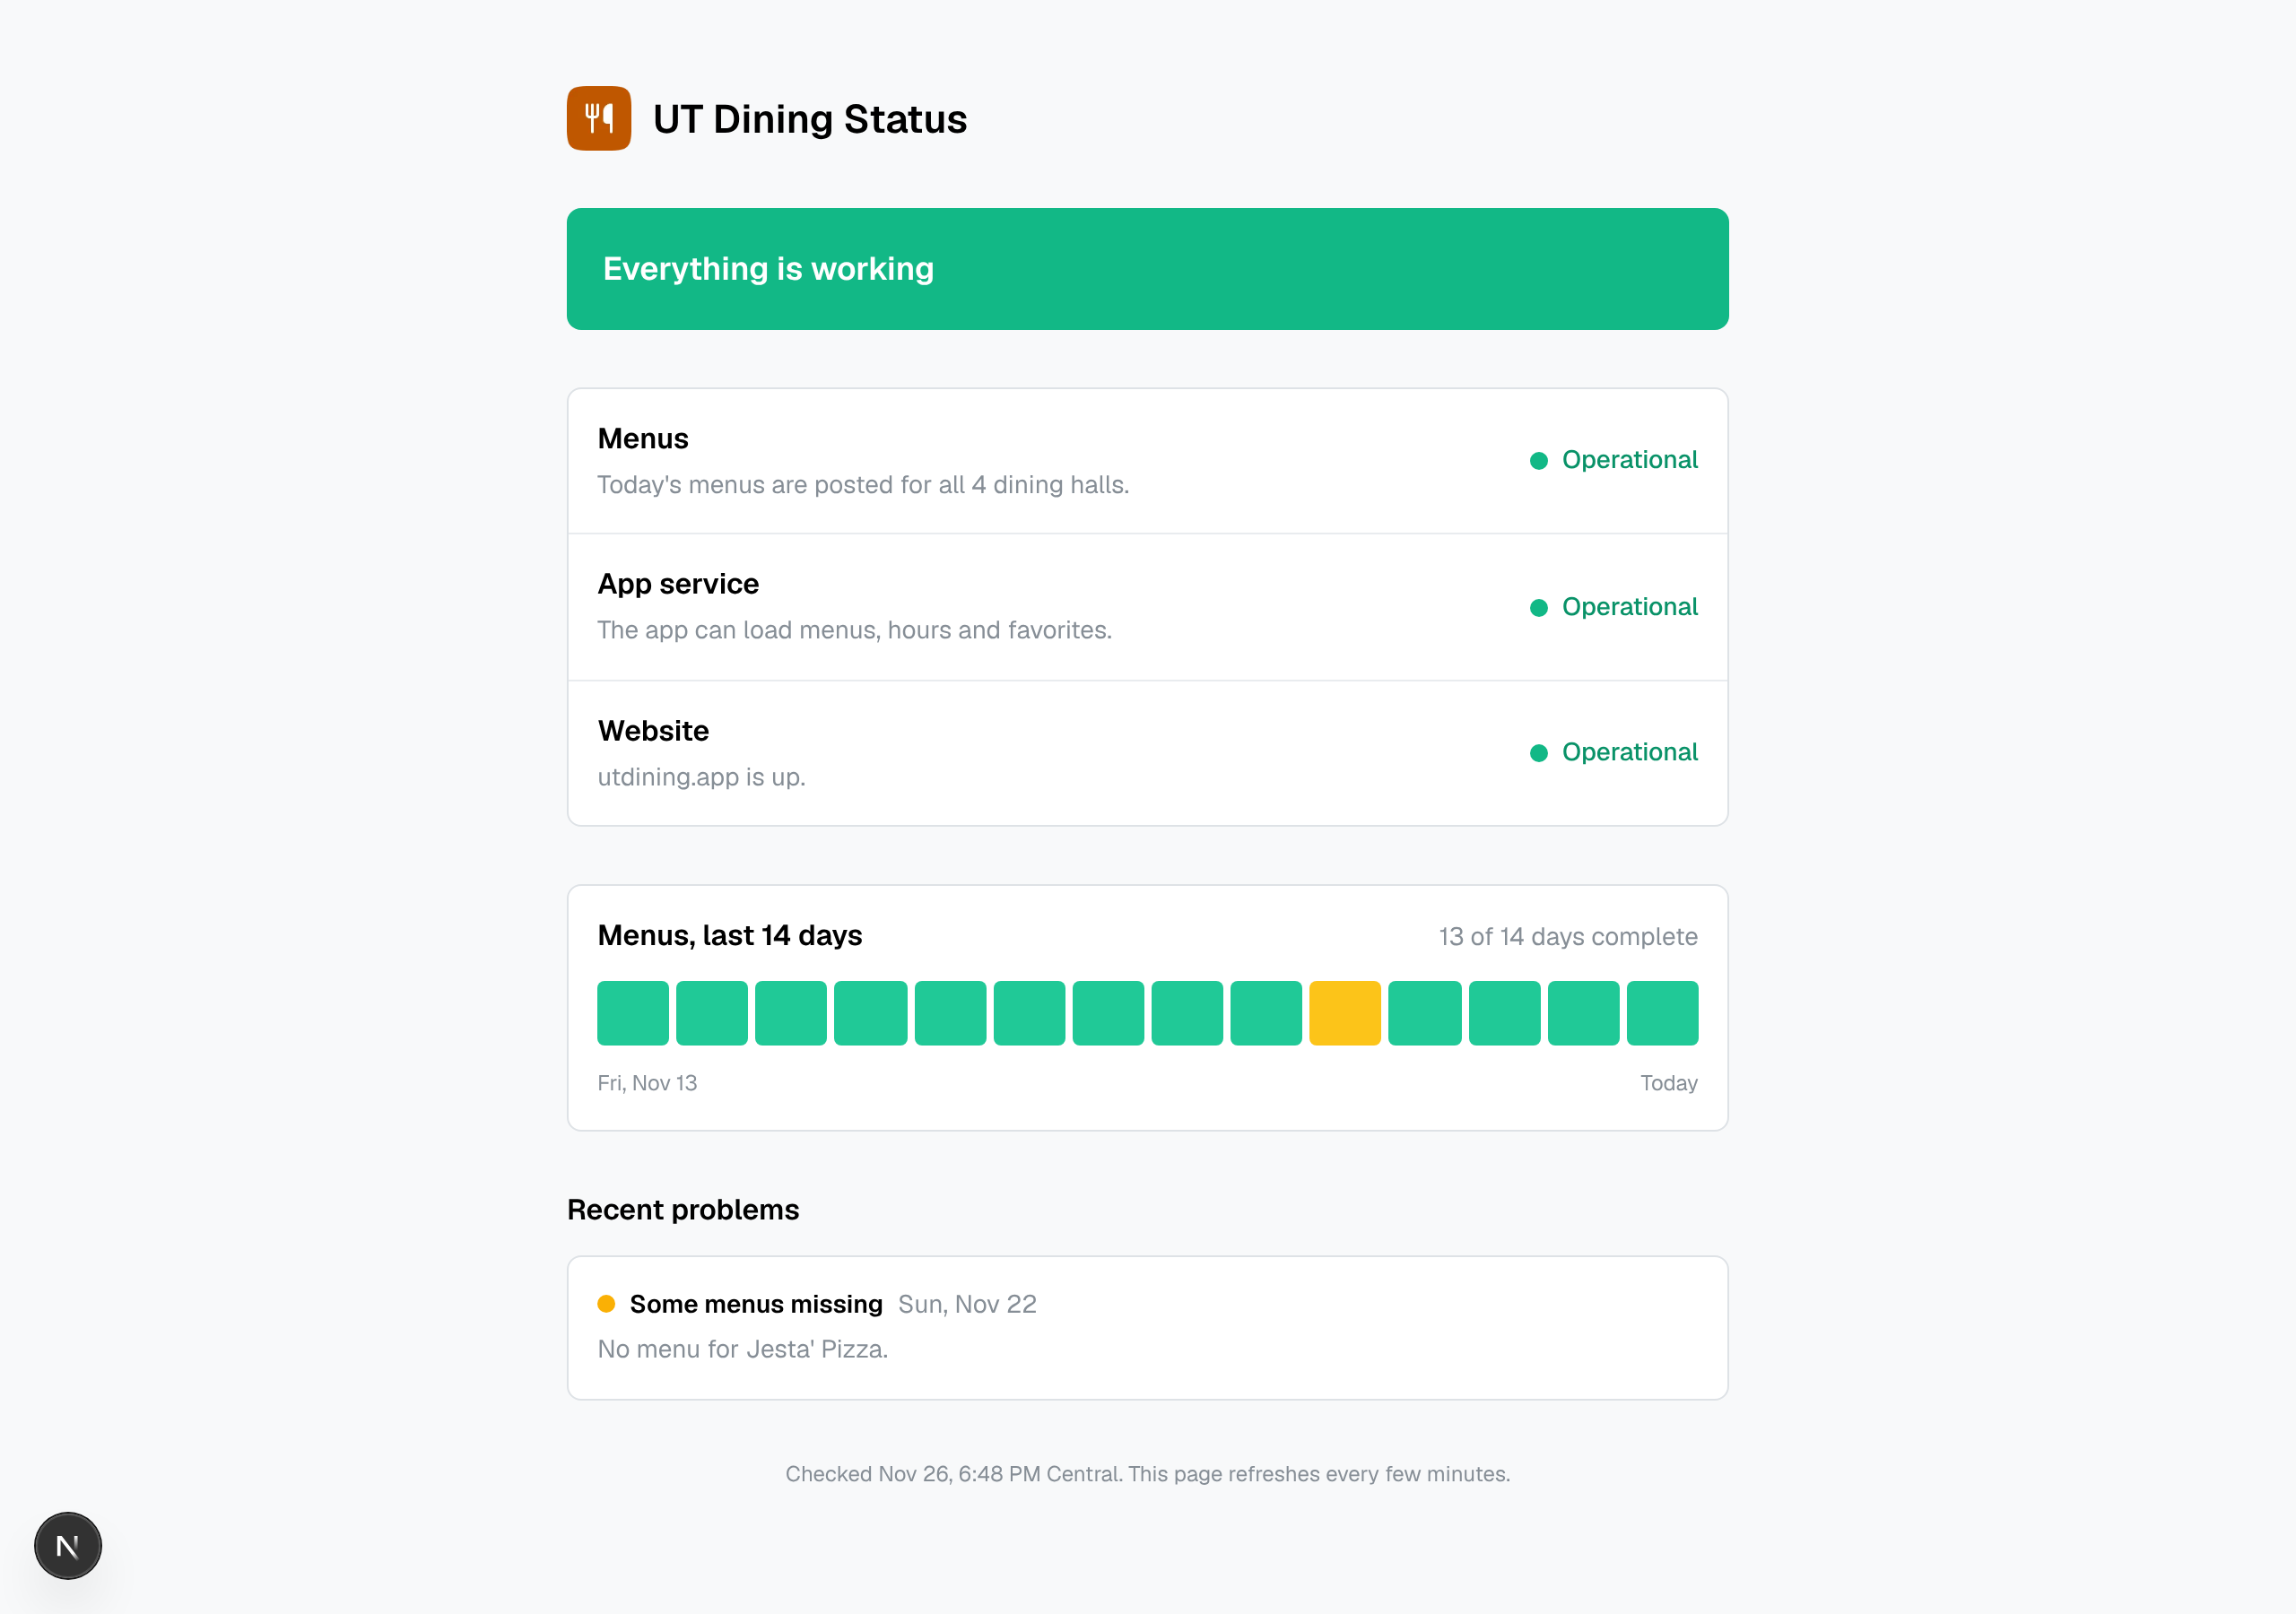 UT Dining Status
Everything is working
Menus
Today's menus are posted for all 4 dining halls.
Operational
App service
The app can load menus, hours and favorites.
Operational
Website
utdining.app is up.
Operational
Menus, last 14 days
13 of 14 days complete
Fri, Nov 13
Today
Recent problems
Some menus missing Sun, Nov 22
No menu for Jesta' Pizza.
Checked Nov 26, 6:48 PM Central. This page refreshes every few minutes.
N